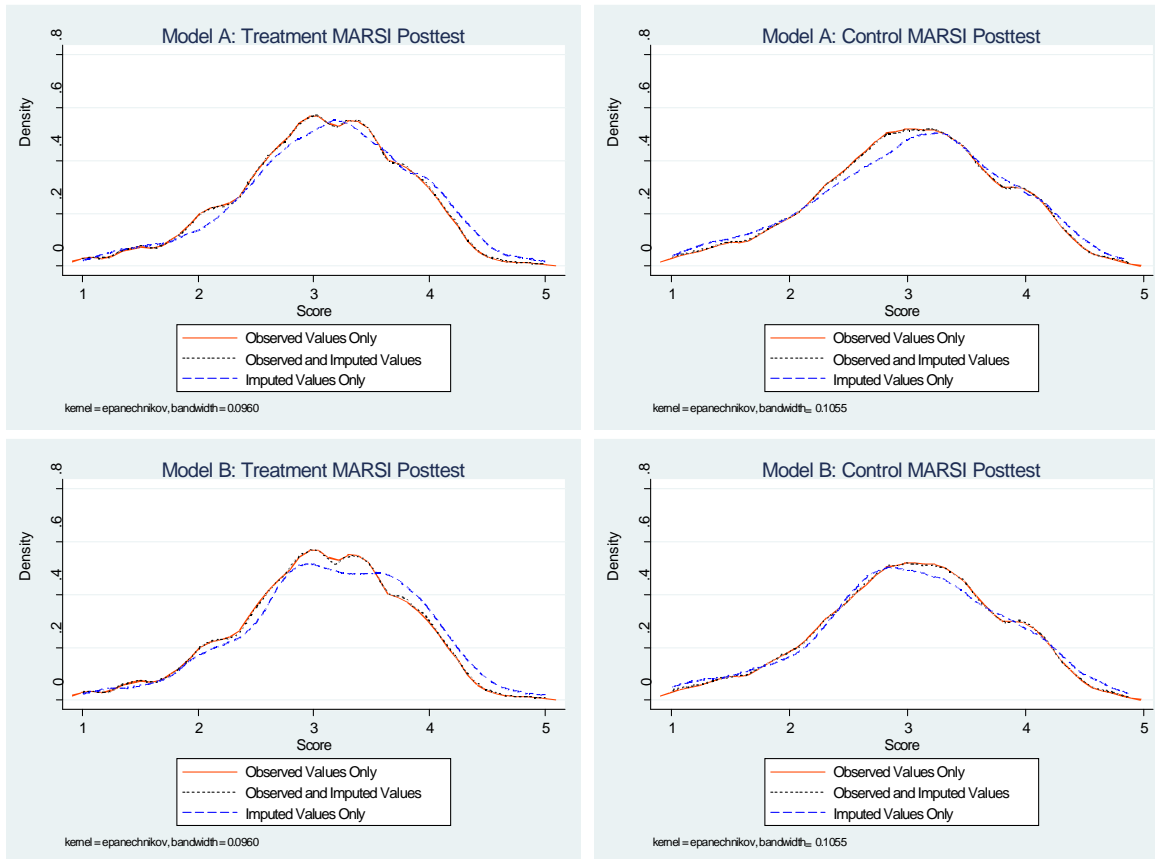 Model A: Treatment MARSI Posttest
Density
.8
.6
.4
.2
0
1 2 3 4 5
Score
Observed Values Only
Observed and Imputed Values
Imputed Values Only
kernel = epanechnikov, bandwidth = 0.0960
Model A: Control MARSI Posttest
Density
.8
.6
.4
.2
0
1 2 3 4 5
Score
Observed Values Only
Observed and Imputed Values
Imputed Values Only
kernel = epanechnikov, bandwidth = 0.1055
Model B: Treatment MARSI Posttest
Density
.8
.6
.4
.2
0
1 2 3 4 5
Score
Observed Values Only
Observed and Imputed Values
Imputed Values Only
kernel = epanechnikov, bandwidth = 0.0960
Model B: Control MARSI Posttest
Density
.8
.6
.4
.2
0
1 2 3 4 5
Score
Observed Values Only
Observed and Imputed Values
Imputed Values Only
kernel = epanechnikov, bandwidth = 0.1055